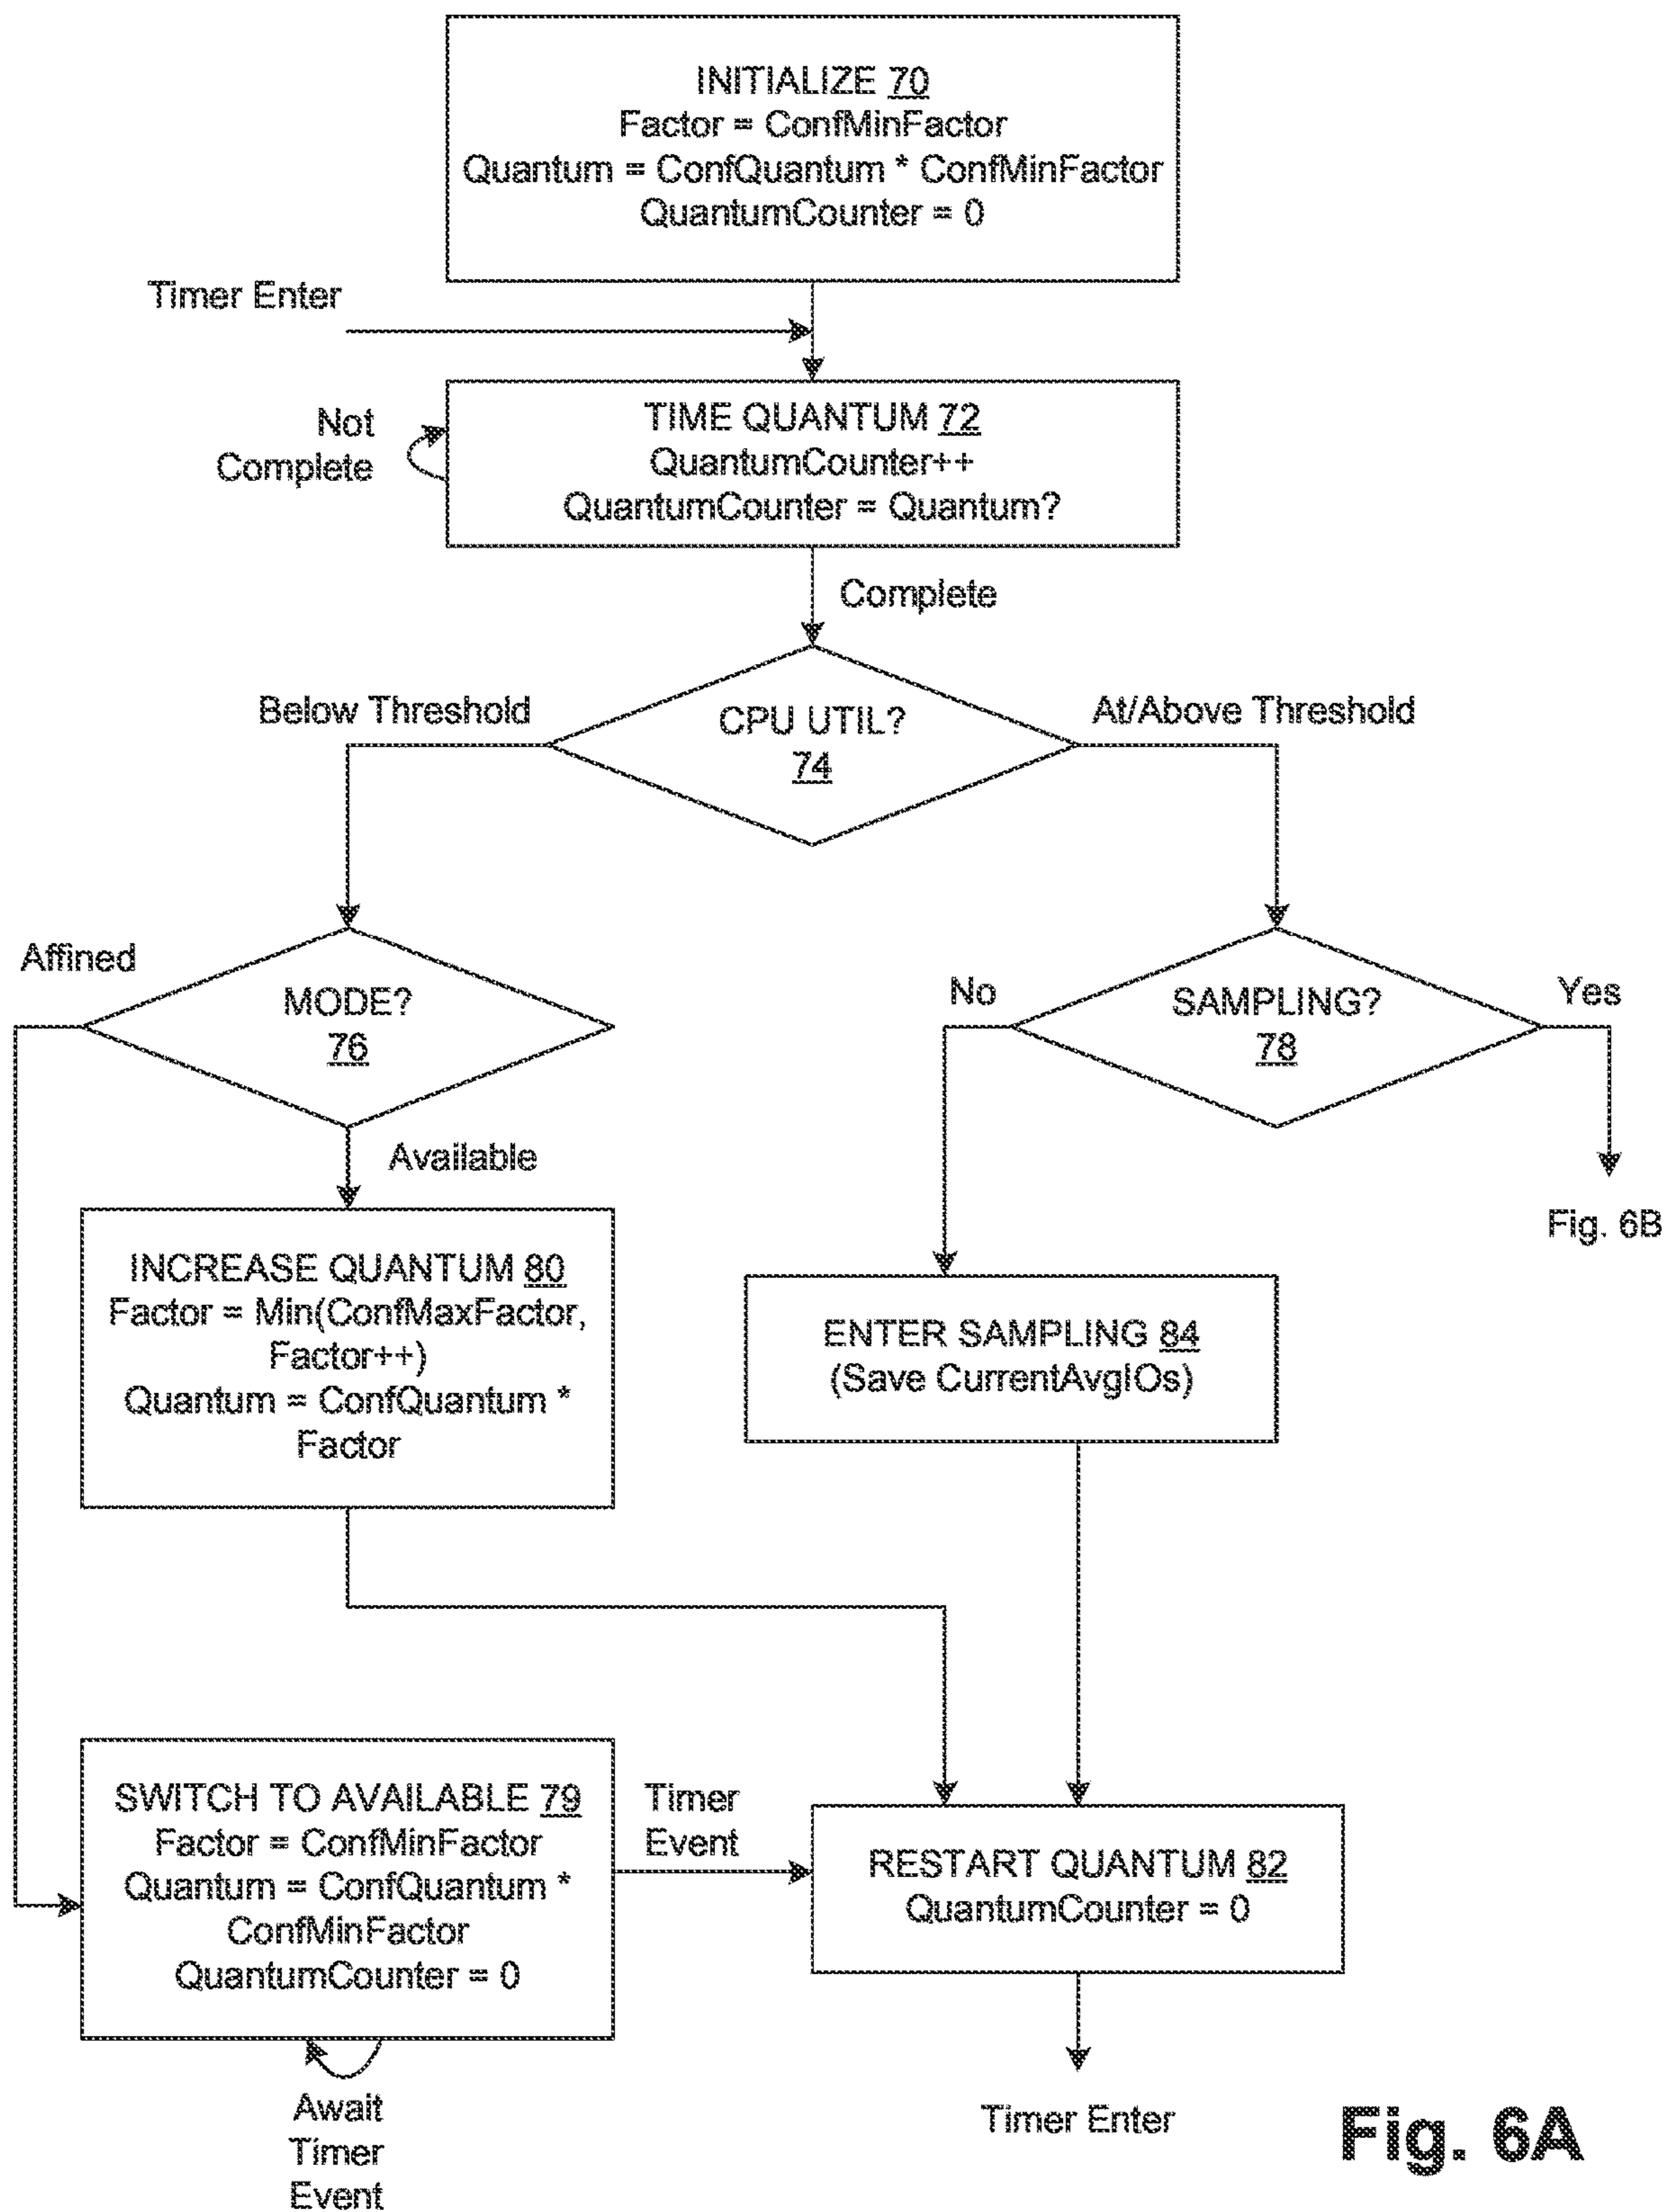 INITIALIZE 70
Factor = ConfMinFactor
Quantum = ConfQuantum * ConfMinFactor
QuantumCounter = 0
Timer Enter
Not
Complete
TIME QUANTUM 72
QuantumCounter++
QuantumCounter = Quantum?
Complete
Below Threshold
CPU UTIL?
74
At/Above Threshold
Affined
MODE?
76
No
SAMPLING?
78
Yes
Available
Fig. 6B
INCREASE QUANTUM 80
Factor = Min(ConfMaxFactor,
Factor++)
Quantum = ConfQuantum *
Factor
ENTER SAMPLING 84
(Save CurrentAvgIOs)
SWITCH TO AVAILABLE 79
Factor = ConfMinFactor
Quantum = ConfQuantum *
ConfMinFactor
QuantumCounter = 0
Timer
Event
RESTART QUANTUM 82
QuantumCounter = 0
Await
Timer
Event
Timer Enter
Fig. 6A